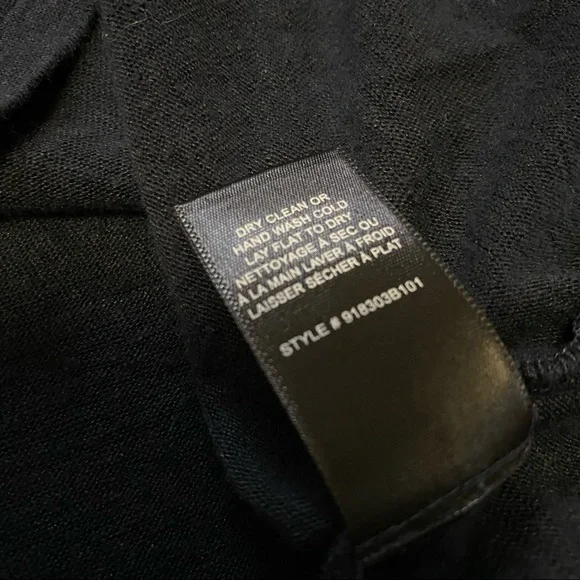 DRY CLEAN OR
HAND WASH COLD
LAY FLAT TO DRY
NETTOYAGE À SEC OU
À LA MAIN LAVER À FROID
LAISSER SÉCHER À PLAT
STYLE # 918303B101